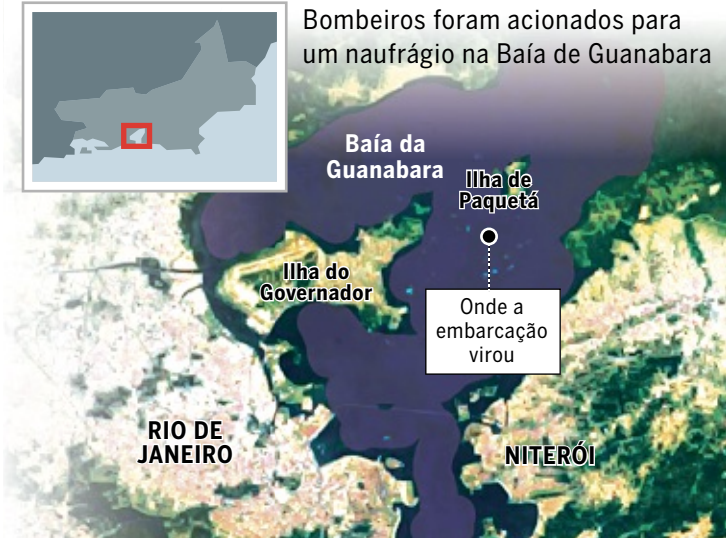 Bombeiros foram acionados para
um naufrágio na Baía de Guanabara
Baía da
Guanabara
Ilha de
Paquetá
Ilha do
Governador
Onde a
embarcação
virou
RIO DE
JANEIRO
NITERÓI